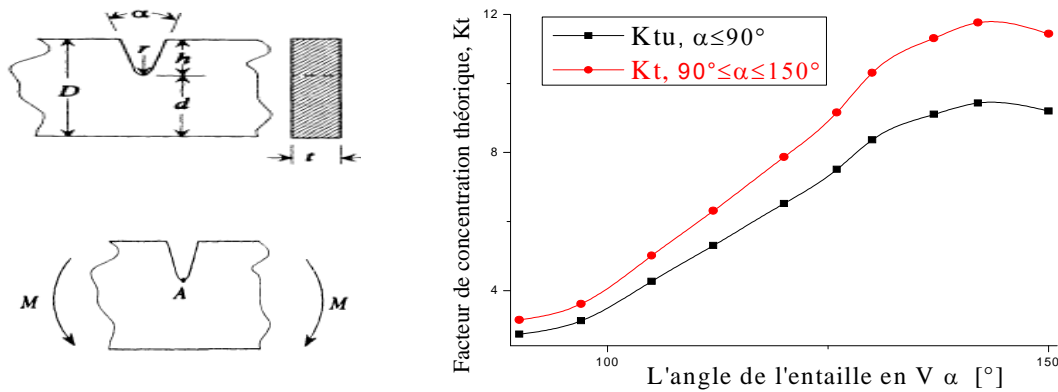 α
r
h
D
d
t
A
M
M
Facteur de concentration théorique, Kt
12
8
4
Ktu, α≤90°
Kt, 90°≤α≤150°
100
150
L'angle de l'entaille en V α [°]